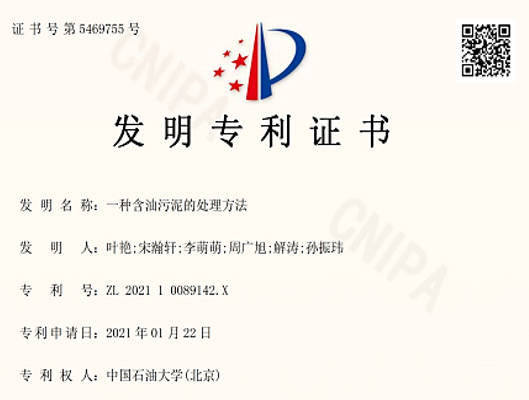 证书号第5469755号
发明专利证书
发明名称：一种含油污泥的处理方法
发明人：叶艳;宋瀚轩;李萌萌;周广旭;解涛;孙振玮
专利号：ZL 2021 1 0089142.X
专利申请日：2021年01月22日
专利权人：中国石油大学(北京)
CNIPA
CNIPA